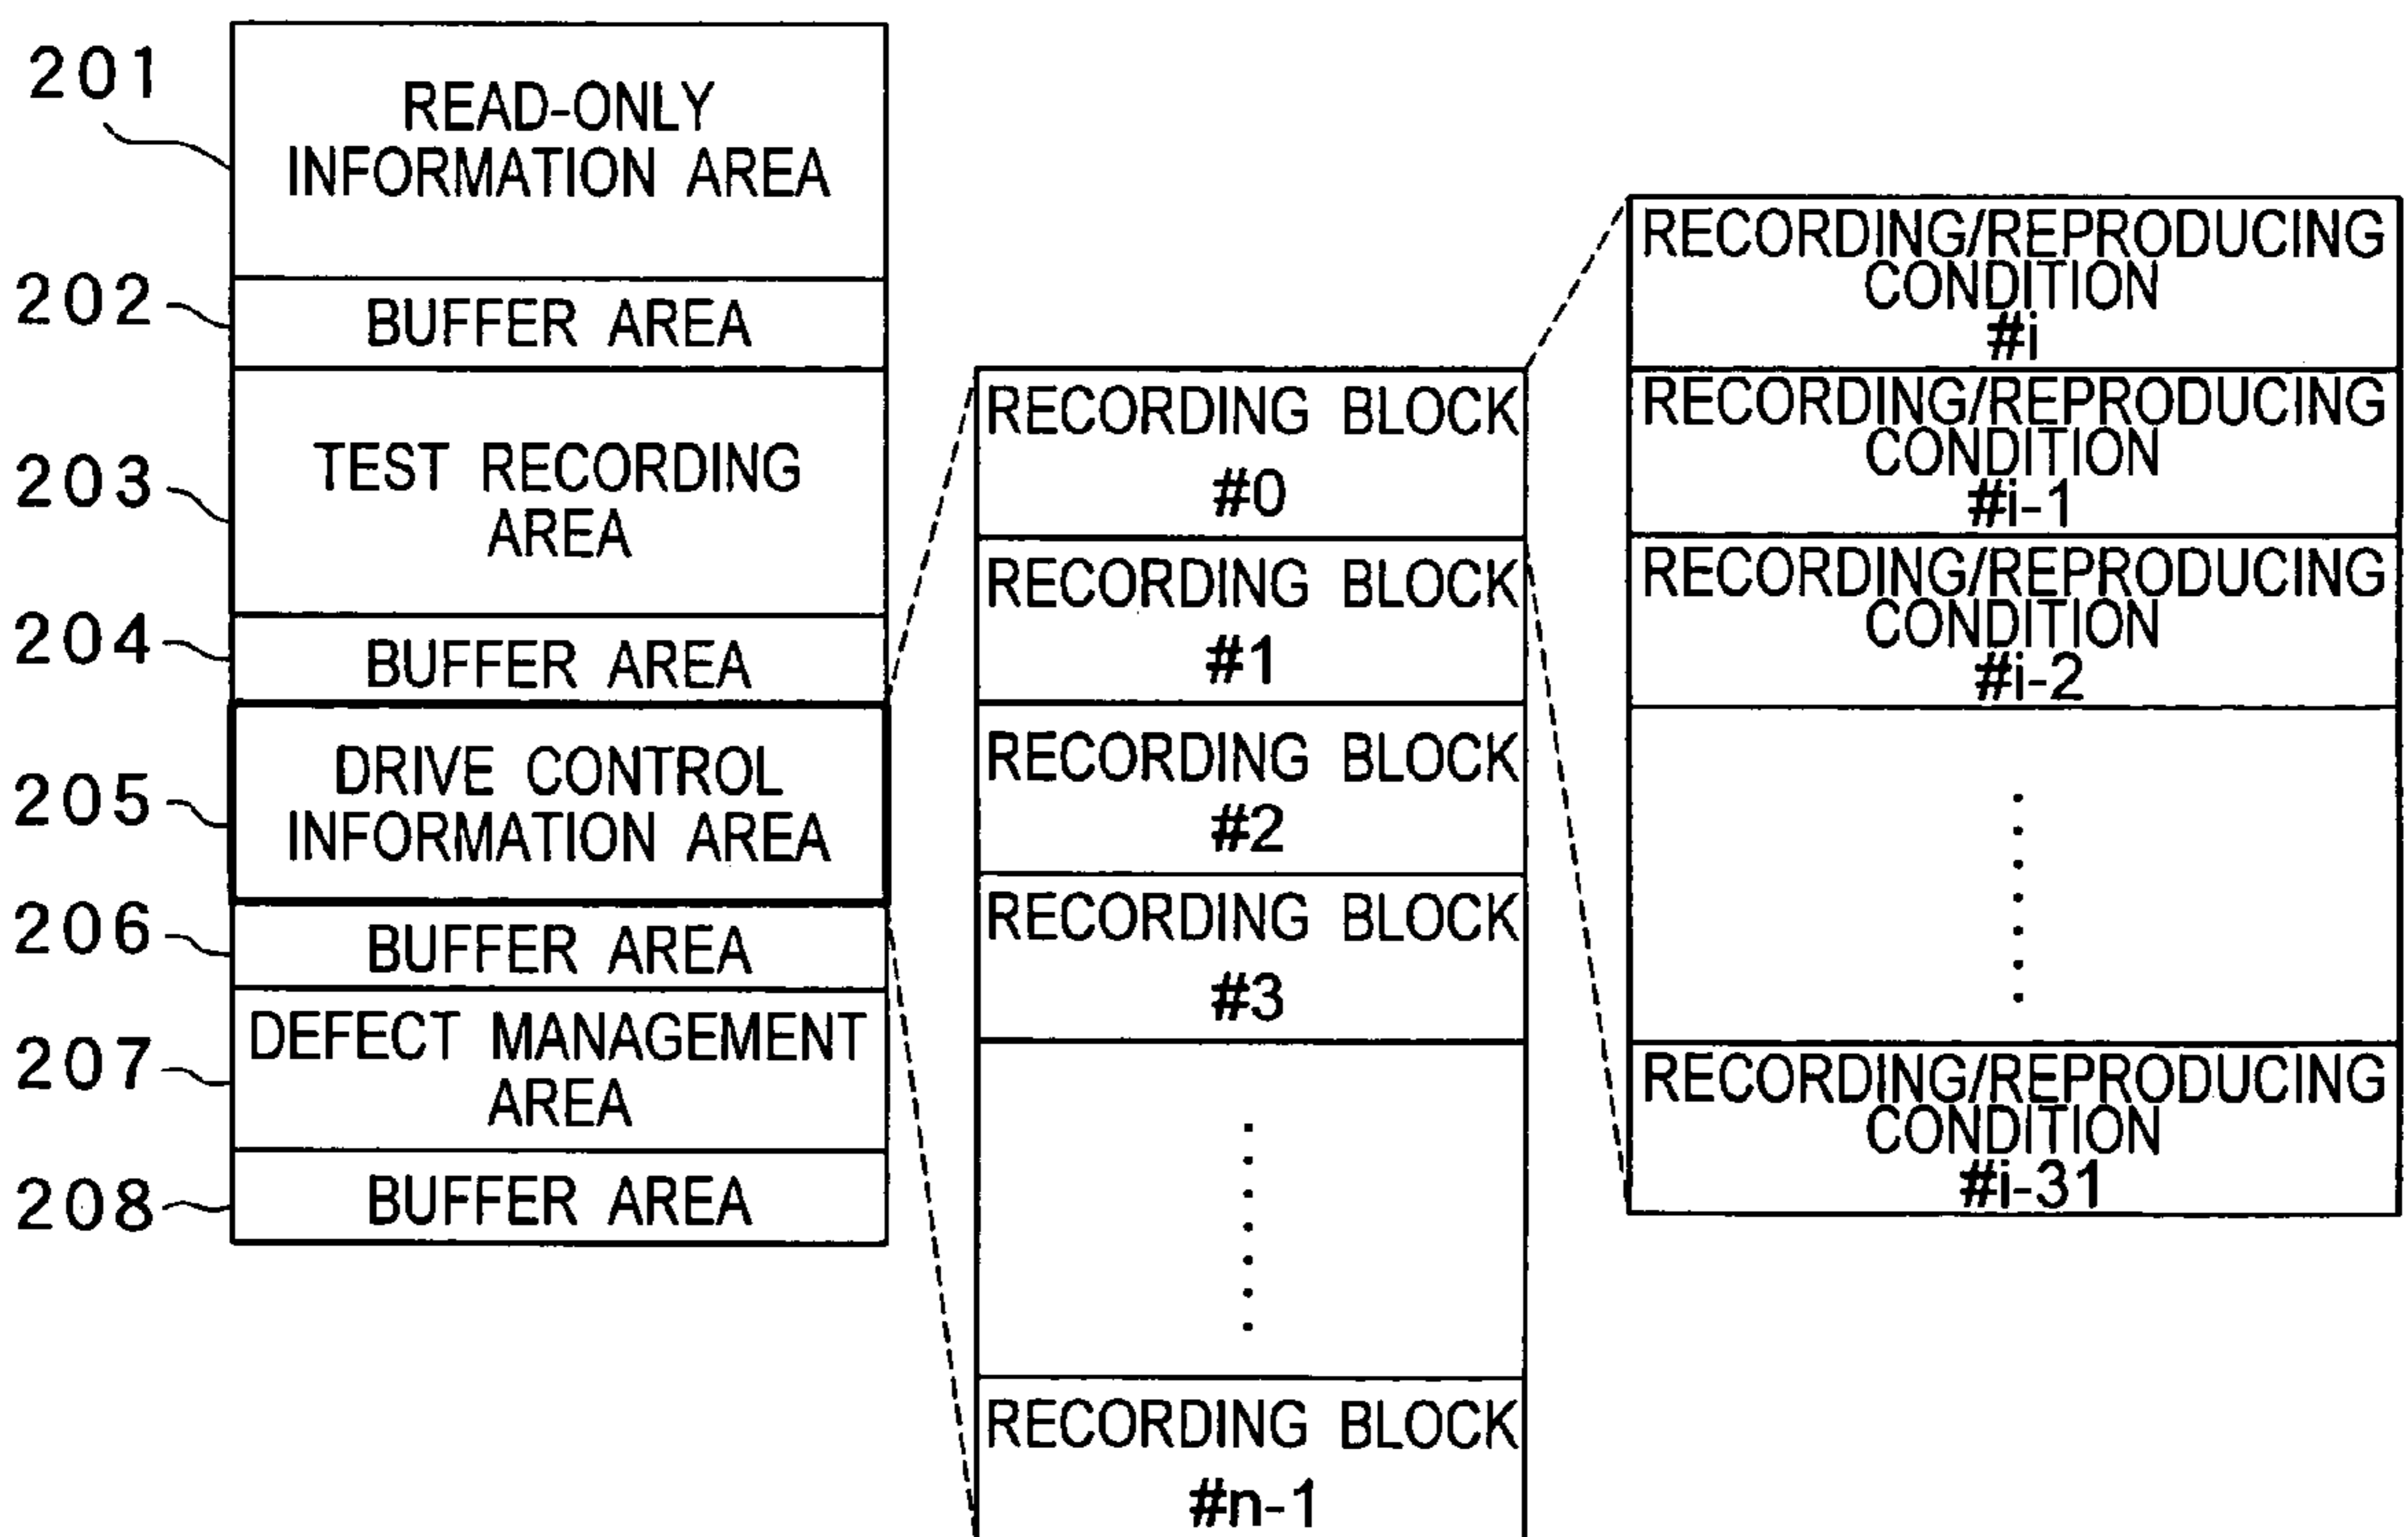 201
READ-ONLY
INFORMATION AREA
202
BUFFER AREA
203
TEST RECORDING
AREA
204
BUFFER AREA
205
DRIVE CONTROL
INFORMATION AREA
206
BUFFER AREA
207
DEFECT MANAGEMENT
AREA
208
BUFFER AREA
RECORDING BLOCK
#0
RECORDING BLOCK
#1
RECORDING BLOCK
#2
RECORDING BLOCK
#3
RECORDING BLOCK
#n-1
RECORDING/REPRODUCING
CONDITION
#i
RECORDING/REPRODUCING
CONDITION
#i-1
RECORDING/REPRODUCING
CONDITION
#i-2
RECORDING/REPRODUCING
CONDITION
#i-31